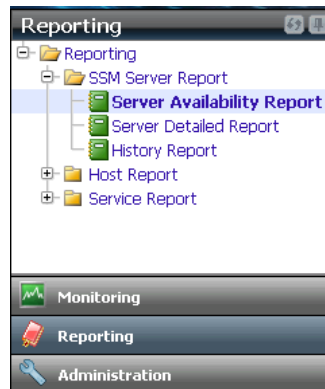 Reporting
Reporting
SSM Server Report
Server Availability Report
Server Detailed Report
History Report
Host Report
Service Report
Monitoring
Reporting
Administration